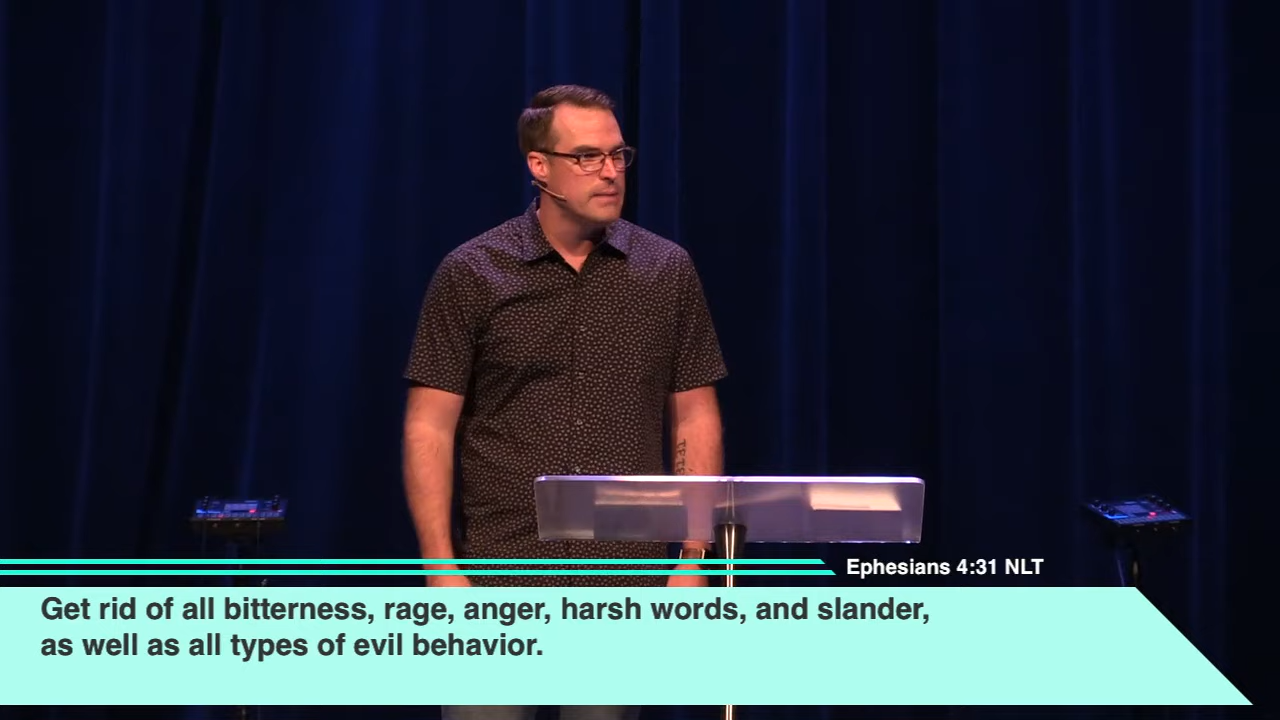 Ephesians 4:31 NLT
Get rid of all bitterness, rage, anger, harsh words, and slander,
as well as all types of evil behavior.